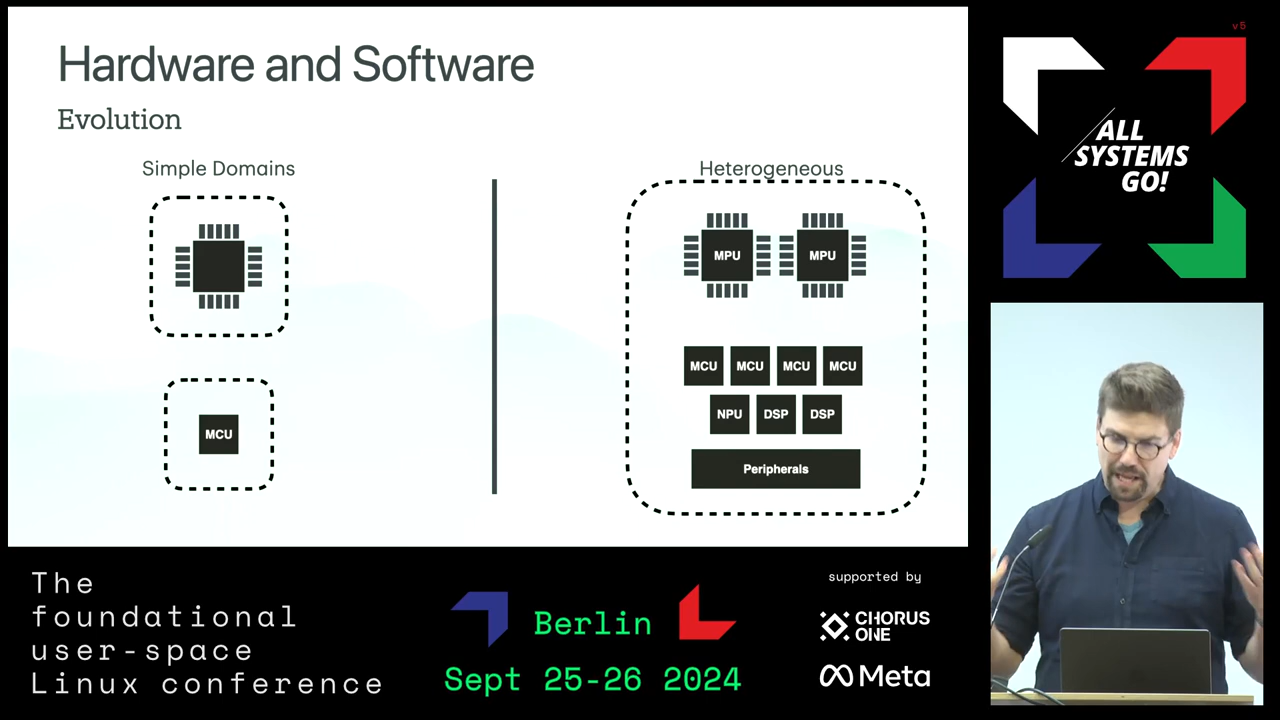 Hardware and Software
Evolution
Simple Domains
Heterogeneous
MCU
MPU MPU
MCU MCU MCU MCU
NPU DSP DSP
Peripherals
v5
ALL
SYSTEMS
GO!
The
foundational
user-space
Linux conference
Berlin
Sept 25-26 2024
supported by
CHORUS
ONE
Meta